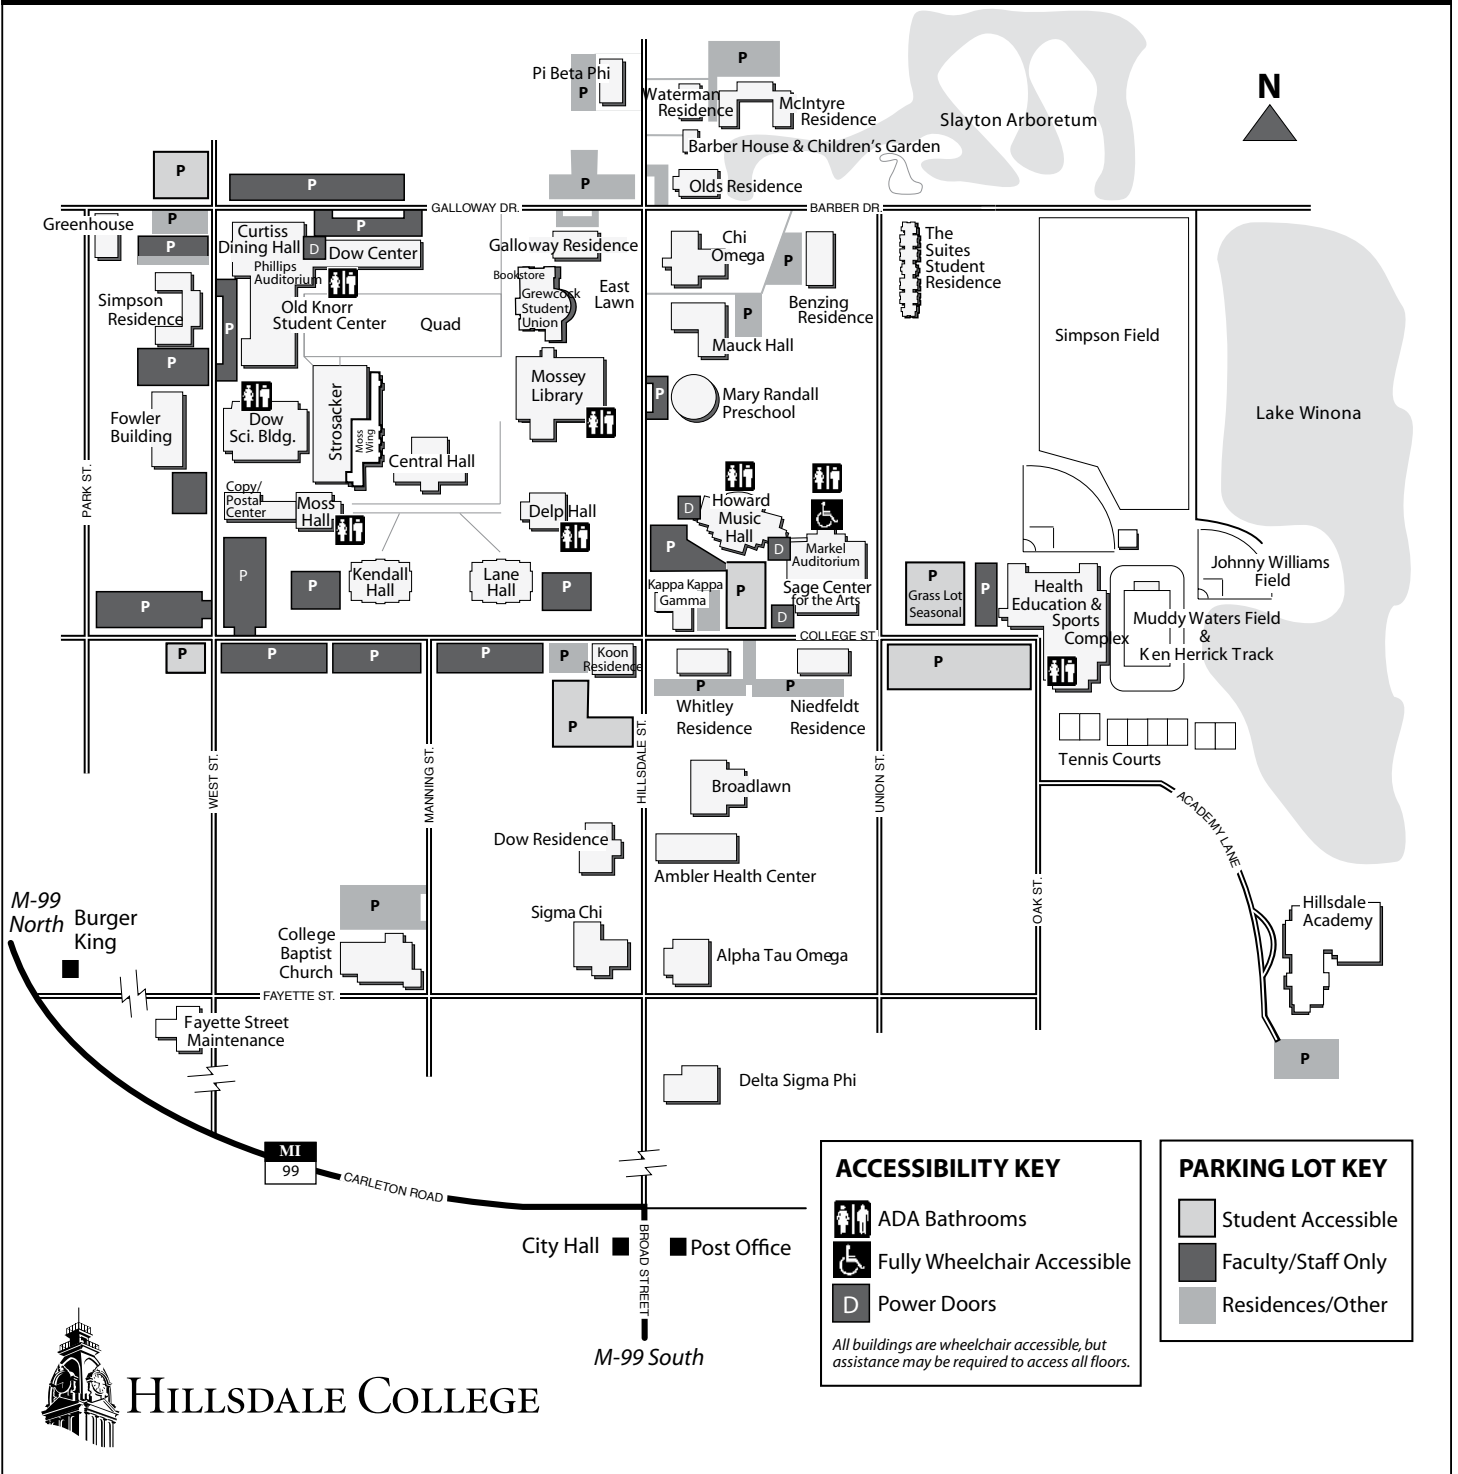 Pi Beta Phi
P
P
Waterman
Residence
McIntyre
Residence
Slayton Arboretum
N
Barber House & Children's Garden
P
P
P
Olds Residence
GALLOWAY DR.
BARBER DR.
Greenhouse
P
P
P
Curtiss
Dining Hall
D
Dow Center
Phillips
Auditorium
Galloway Residence
Chi
Omega
P
The
Suites
Student
Residence
Simpson
Residence
P
Old Knorr
Student Center
Quad
Bookstore
Grewcock
Student
Union
East
Lawn
P
Benzing
Residence
Mauck Hall
Simpson Field
P
Fowler
Building
Dow
Sci. Bldg.
Strosacker
Moss
Wing
Mossey
Library
P
Mary Randall
Preschool
Lake Winona
Central Hall
PARK ST.
Copy/
Postal
Center
Moss
Hall
Delp Hall
D
Howard
Music
Hall
D
Markel
Auditorium
P
P
P
Kendall
Hall
Lane
Hall
P
P
Kappa Kappa
Gamma
P
Sage Center
for the Arts
D
P
Grass Lot
Seasonal
P
Health
Education &
Sports
Complex
Johnny Williams
Field
Muddy Waters Field
&
Ken Herrick Track
COLLEGE ST
P
P
P
P
P
Koon
Residence
P
P
P
P
Whitley
Residence
Niedfeldt
Residence
Tennis Courts
WEST ST.
MANNING ST.
HILLSDALE ST.
UNION ST.
Broadlawn
ACADEMY LANE
Dow Residence
Ambler Health Center
OAK ST.
M-99
North
Burger
King
P
College
Baptist
Church
Sigma Chi
Alpha Tau Omega
Hillsdale
Academy
FAYETTE ST.
Fayette Street
Maintenance
P
Delta Sigma Phi
MI
99
CARLETON ROAD
City Hall
Post Office
BROAD STREET
M-99 South
ACCESSIBILITY KEY
ADA Bathrooms
Fully Wheelchair Accessible
D Power Doors
All buildings are wheelchair accessible, but
assistance may be required to access all floors.
PARKING LOT KEY
Student Accessible
Faculty/Staff Only
Residences/Other
HILLSDALE COLLEGE